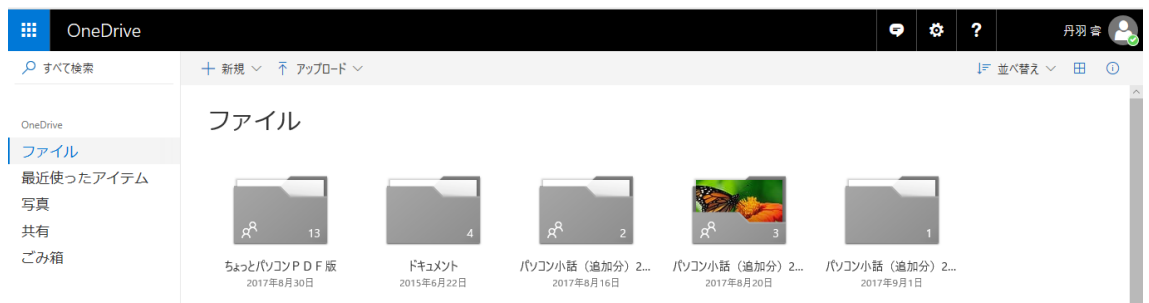 OneDrive
?
丹羽 睿
すべて検索
新規
アップロード
並べ替え
OneDrive
ファイル
最近使ったアイテム
写真
共有
ごみ箱
ファイル
13
ちょっとパソコンPDF版
2017年8月30日
4
ドキュメント
2015年6月22日
2
パソコン小話（追加分）2...
2017年8月16日
3
パソコン小話（追加分）2...
2017年8月20日
1
パソコン小話（追加分）2...
2017年9月1日